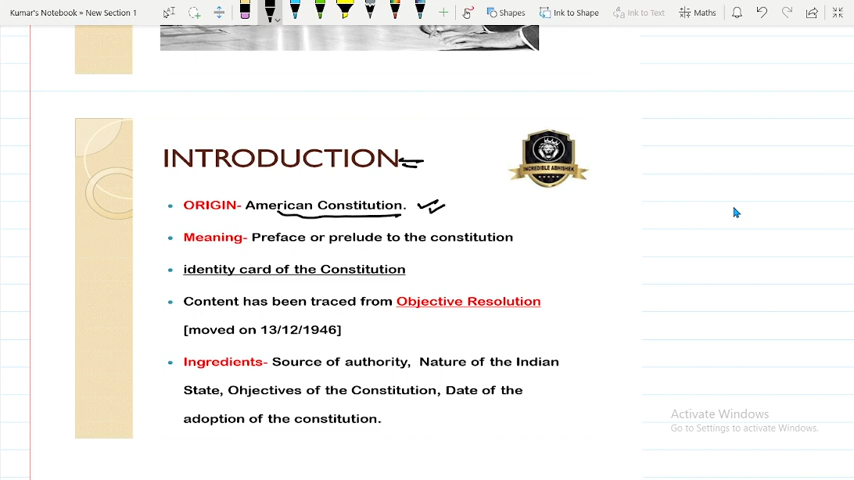 Kumar's Notebook » New Section 1
Shapes
Ink to Shape
Ink to Text
Maths
INTRODUCTION
INCREDIBLE ABHISHEK
• ORIGIN- American Constitution.
• Meaning- Preface or prelude to the constitution
• identity card of the Constitution
• Content has been traced from Objective Resolution
[moved on 13/12/1946]
• Ingredients- Source of authority, Nature of the Indian
State, Ohjectives of the Constitution, Date of the
adoption of the constitution.
Activate Windows
Go to Settings to activate Windows.